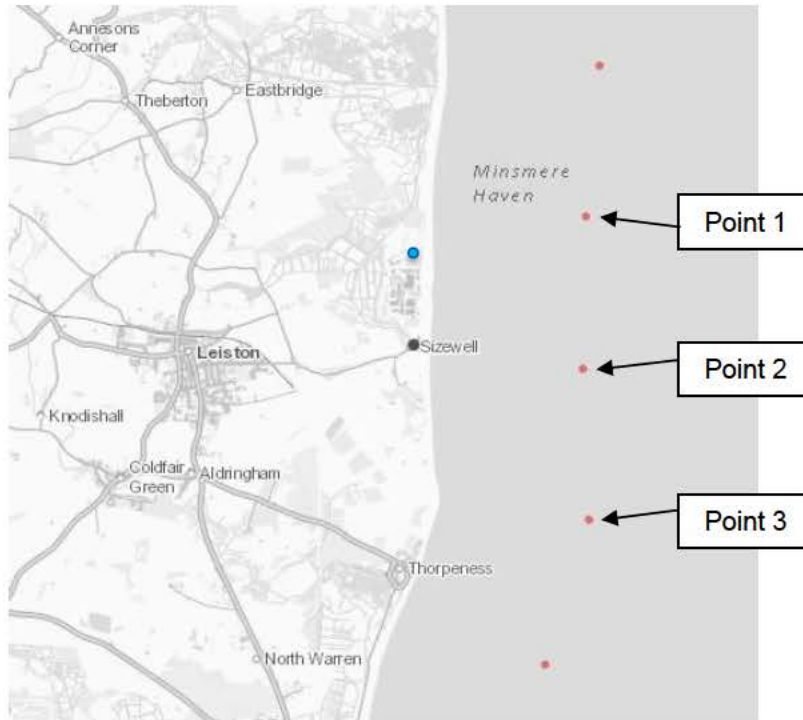 Annesons
Corner
Theberton
Eastbridge
Minsmere
Haven
Point 1
Sizewell
Leiston
Point 2
Knodishall
Coldfair
Green
Aldringham
Point 3
Thorpeness
North Warren